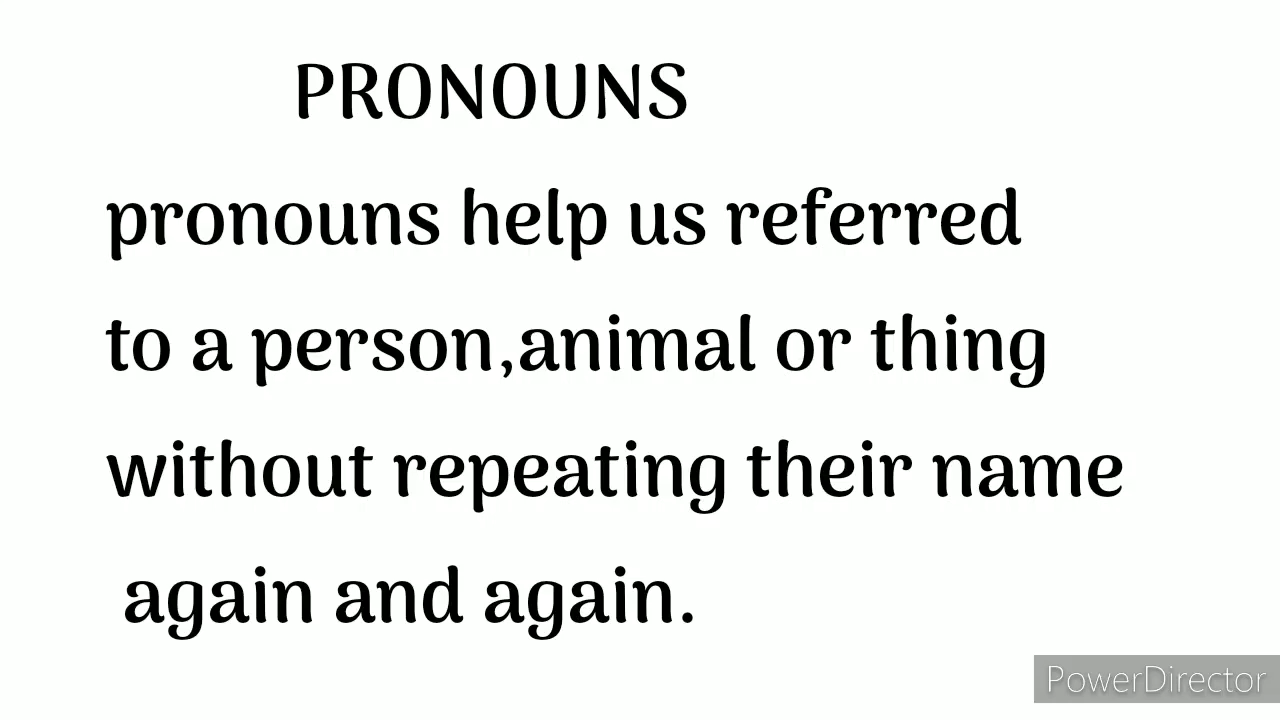 PRONOUNS
pronouns help us referred
to a person,animal or thing
without repeating their name
again and again.
PowerDirector